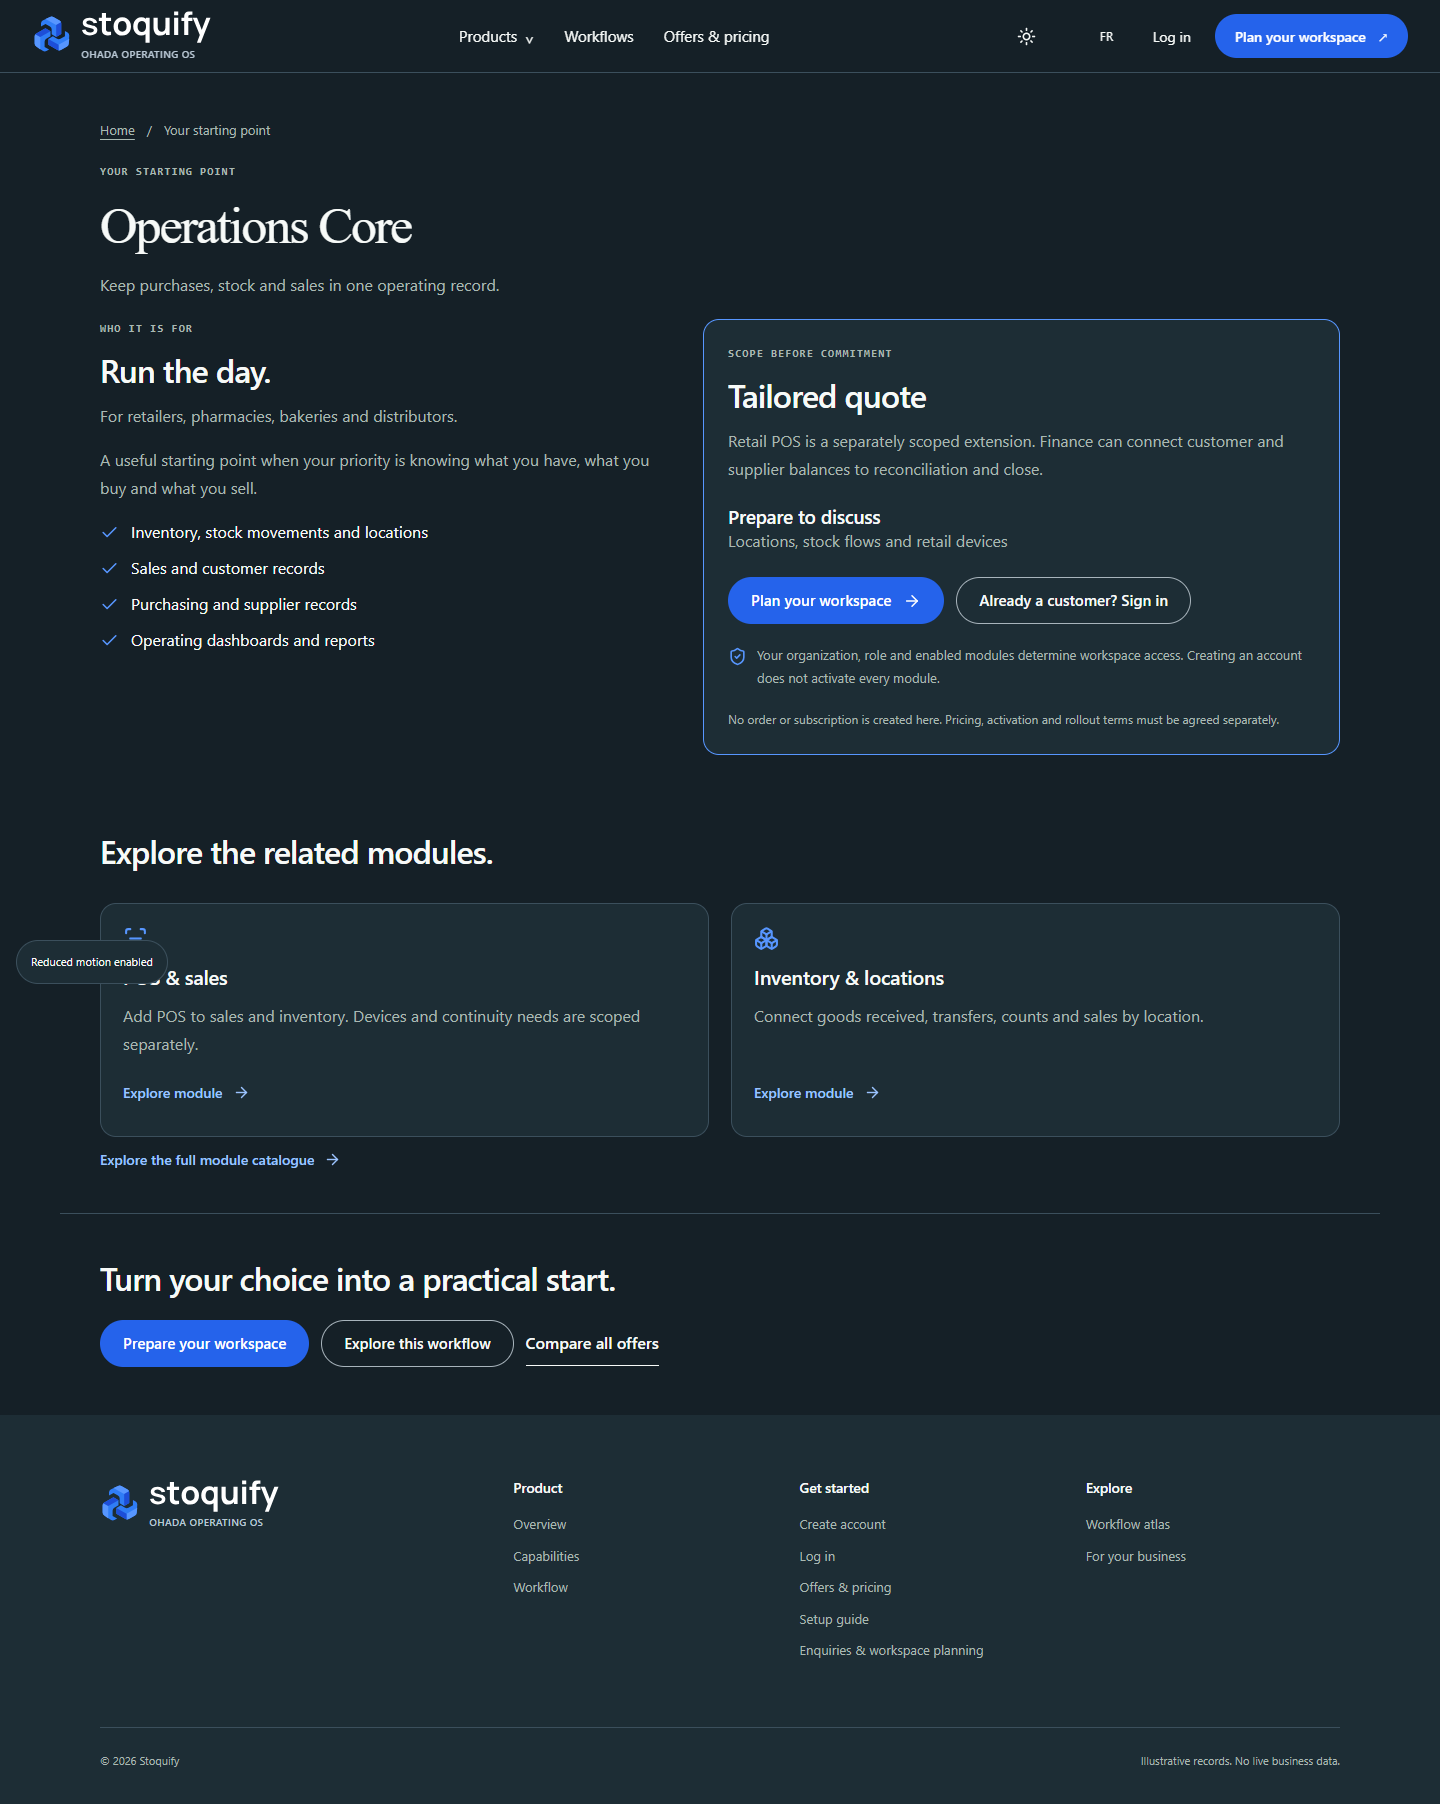 stoquify
OHADA OPERATING OS
Products
Workflows
Offers & pricing
FR
Log in
Plan your workspace
Home / Your starting point
YOUR STARTING POINT
Operations Core
Keep purchases, stock and sales in one operating record.
WHO IT IS FOR
Run the day.
For retailers, pharmacies, bakeries and distributors.
A useful starting point when your priority is knowing what you have, what you
buy and what you sell.
Inventory, stock movements and locations
Sales and customer records
Purchasing and supplier records
Operating dashboards and reports
SCOPE BEFORE COMMITMENT
Tailored quote
Retail POS is a separately scoped extension. Finance can connect customer and
supplier balances to reconciliation and close.
Prepare to discuss
Locations, stock flows and retail devices
Plan your workspace
Already a customer? Sign in
Your organization, role and enabled modules determine workspace access. Creating an account
does not activate every module.
No order or subscription is created here. Pricing, activation and rollout terms must be agreed separately.
Explore the related modules.
Reduced motion enabled
& sales
Add POS to sales and inventory. Devices and continuity needs are scoped
separately.
Explore module
Inventory & locations
Connect goods received, transfers, counts and sales by location.
Explore module
Explore the full module catalogue
Turn your choice into a practical start.
Prepare your workspace
Explore this workflow
Compare all offers
stoquify
OHADA OPERATING OS
Product
Overview
Capabilities
Workflow
Get started
Create account
Log in
Offers & pricing
Setup guide
Enquiries & workspace planning
Explore
Workflow atlas
For your business
© 2026 Stoquify
Illustrative records. No live business data.